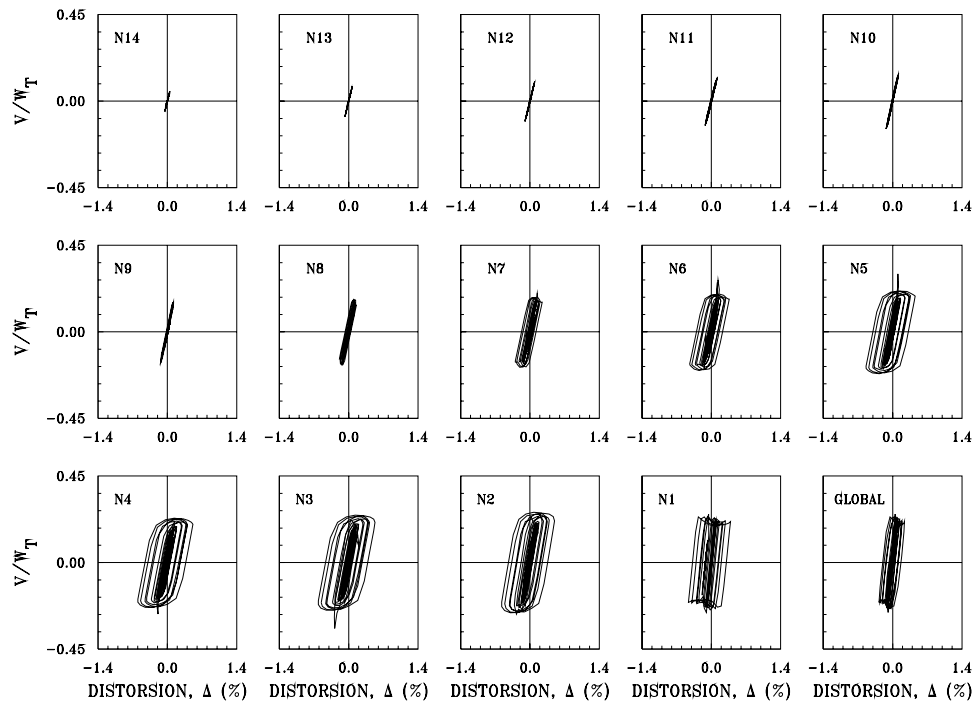 0.45
N14 N13 N12 N11 N10
V/W_T 0.00
−0.45
−1.4 0.0 1.4 −1.4 0.0 1.4 −1.4 0.0 1.4 −1.4 0.0 1.4 −1.4 0.0 1.4
0.45
N9 N8 N7 N6 N5
V/W_T 0.00
−0.45
−1.4 0.0 1.4 −1.4 0.0 1.4 −1.4 0.0 1.4 −1.4 0.0 1.4 −1.4 0.0 1.4
0.45
N4 N3 N2 N1 GLOBAL
V/W_T 0.00
−0.45
−1.4 0.0 1.4 −1.4 0.0 1.4 −1.4 0.0 1.4 −1.4 0.0 1.4 −1.4 0.0 1.4
DISTORSION, Δ (%) DISTORSION, Δ (%) DISTORSION, Δ (%) DISTORSION, Δ (%) DISTORSION, Δ (%)